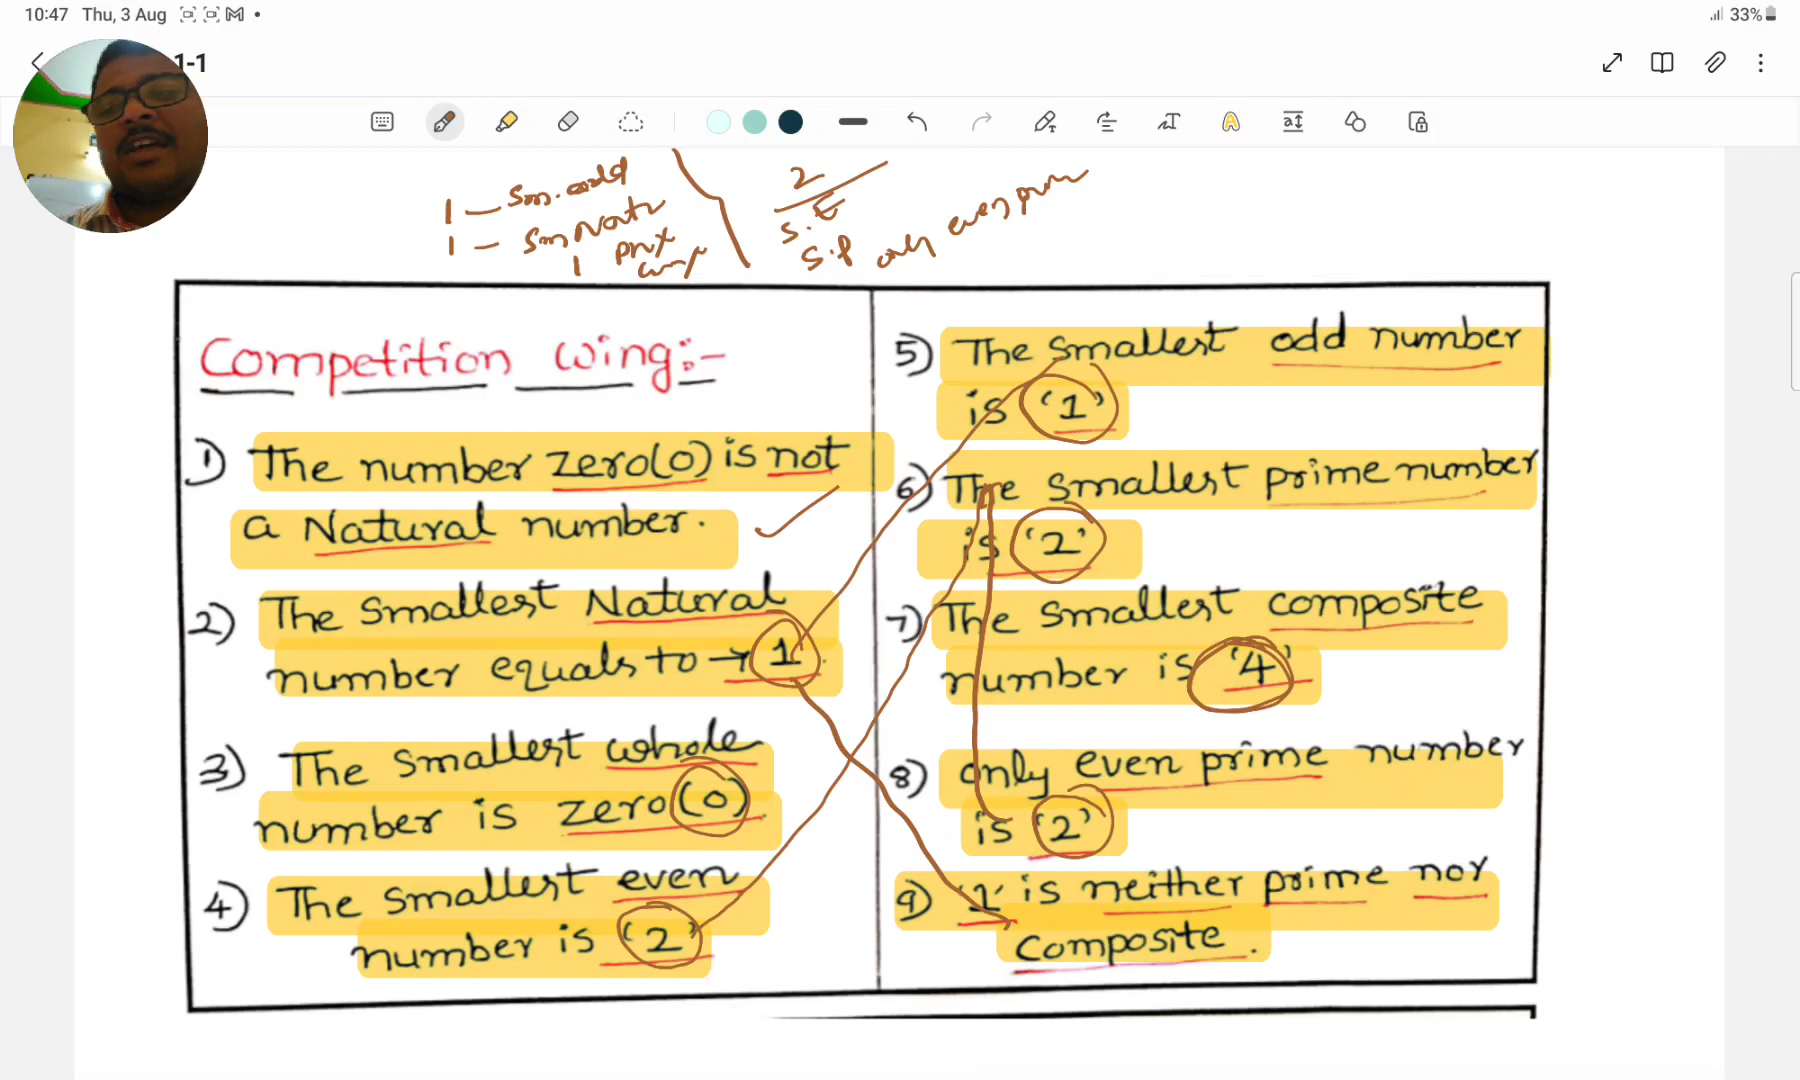 10:47 Thu, 3 Aug
33%
1-1
1 - Sm. odd
1 - Sm Natu
1 prix
comp
2
S.E
S.P only even prim
Competition wing:-
1) The number zero(0) is not
a Natural number.
2) The Smallest Natural
number equals to → 1.
3) The Smallest whole
number is zero(0).
4) The Smallest even
number is '2'
5) The Smallest odd number
is '1'
6) The Smallest prime number
is '2'
7) The Smallest composite
number is '4'
8) only even prime number
is '2'
9) '1' is neither prime nor
Composite.